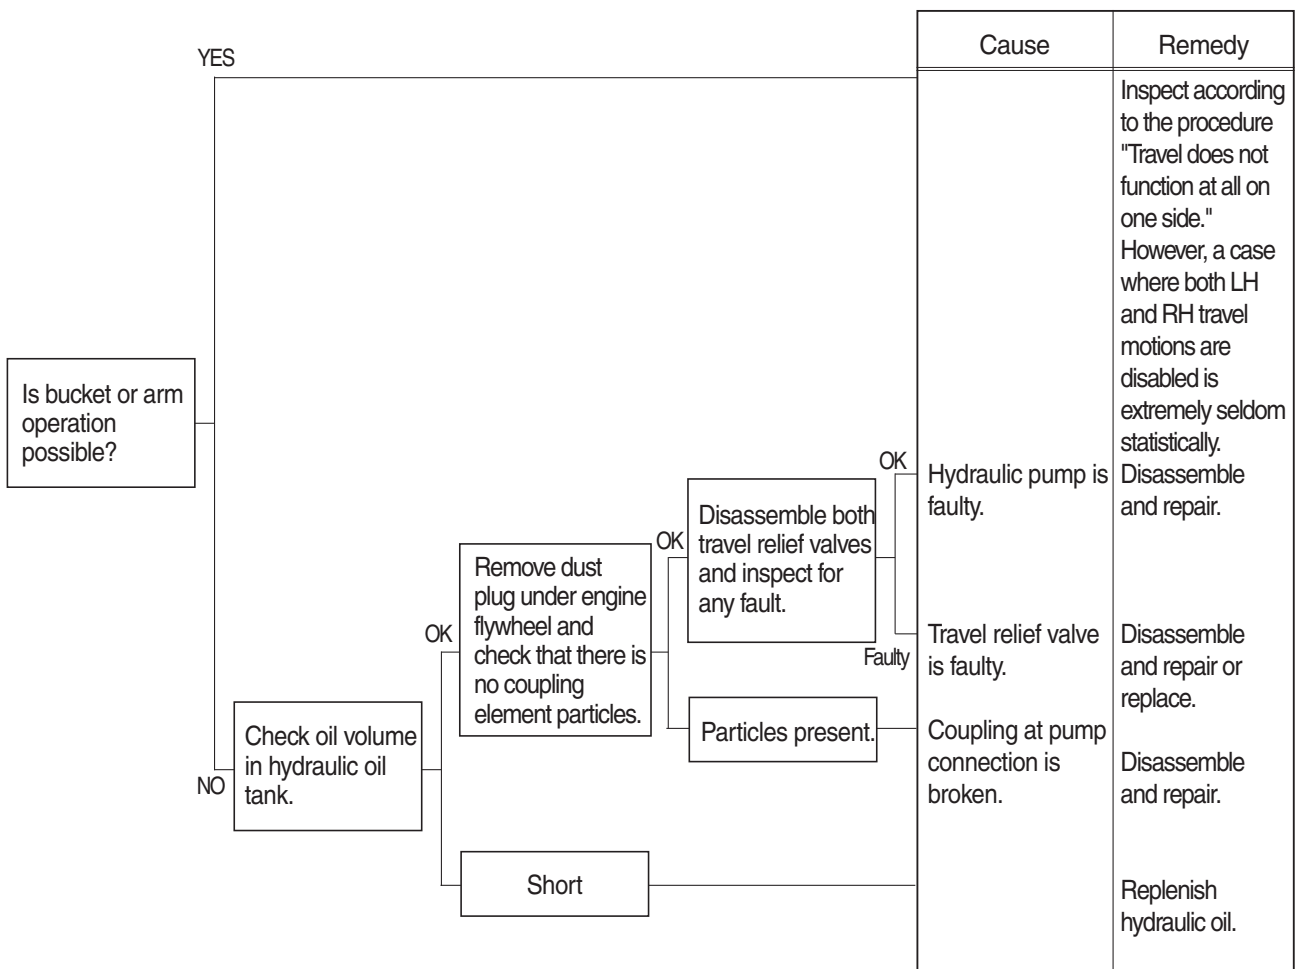 Cause
Remedy
YES
Inspect according
to the procedure
"Travel does not
function at all on
one side."
However, a case
where both LH
and RH travel
motions are
disabled is
extremely seldom
statistically.
Is bucket or arm
operation
possible?
OK
Hydraulic pump is
faulty.
Disassemble
and repair.
Disassemble both
travel relief valves
and inspect for
any fault.
OK
Remove dust
plug under engine
flywheel and
check that there is
no coupling
element particles.
OK
Faulty
Travel relief valve
is faulty.
Disassemble
and repair or
replace.
Particles present.
Coupling at pump
connection is
broken.
Disassemble
and repair.
Check oil volume
in hydraulic oil
tank.
NO
Short
Replenish
hydraulic oil.